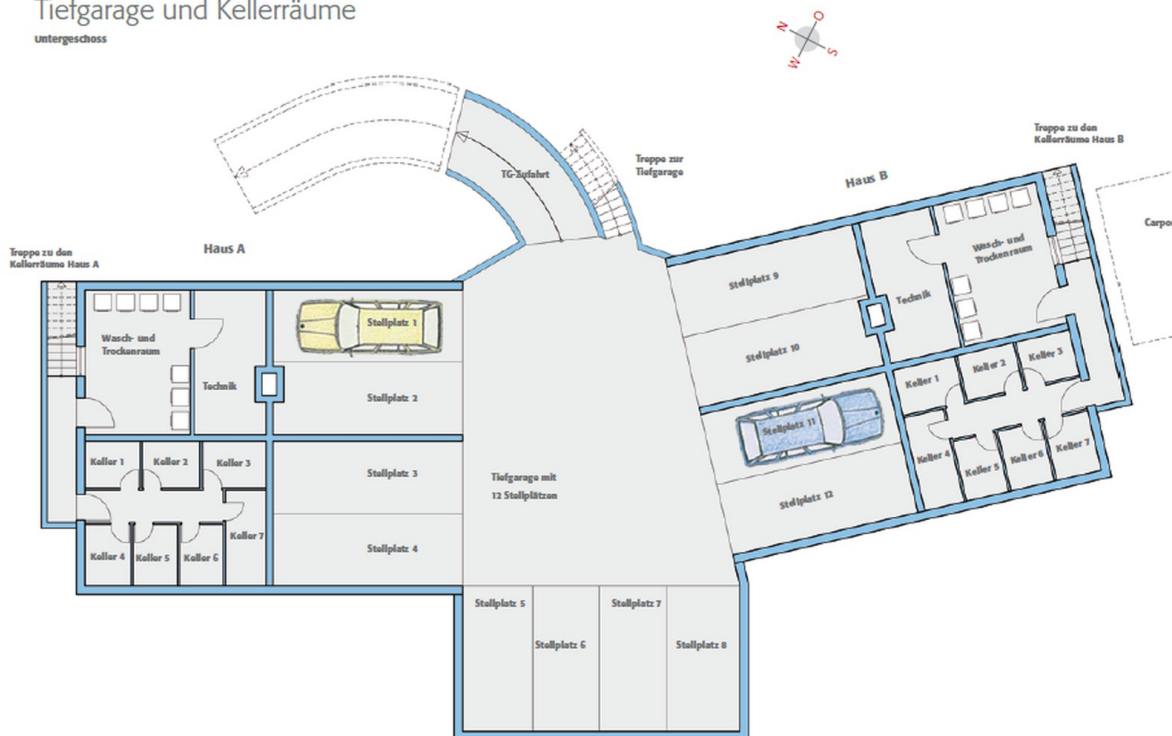 Tiefgarage und Kellerräume
Untergeschoss
N
O
W
S
TG-Zufahrt
Treppe zur
Tiefgarage
Treppe zu den
Kellerräume Haus B
Haus B
Carpo
Treppe zu den
Kellerräume Haus A
Haus A
Wasch- und
Trockenraum
Technik
Stellplatz 1
Stellplatz 2
Stellplatz 3
Stellplatz 4
Keller 1
Keller 2
Keller 3
Keller 4
Keller 5
Keller 6
Keller 7
Tiefgarage mit
12 Stellplätzen
Stellplatz 5
Stellplatz 6
Stellplatz 7
Stellplatz 8
Stellplatz 9
Stellplatz 10
Stellplatz 11
Stellplatz 12
Technik
Wasch- und
Trockenraum
Keller 1
Keller 2
Keller 3
Keller 4
Keller 5
Keller 6
Keller 7